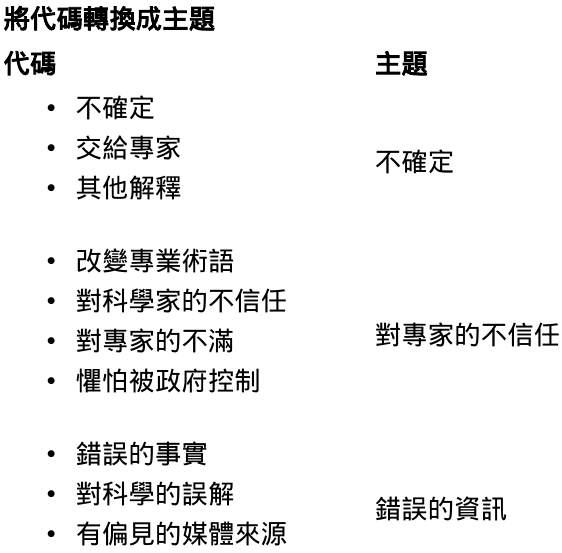 將代碼轉換成主題
代碼 主題
• 不確定
• 交給專家
不確定
• 其他解釋
• 改變專業術語
• 對科學家的不信任
• 對專家的不滿
對專家的不信任
• 懼怕被政府控制
• 錯誤的事實
• 對科學的誤解
錯誤的資訊
• 有偏見的媒體來源